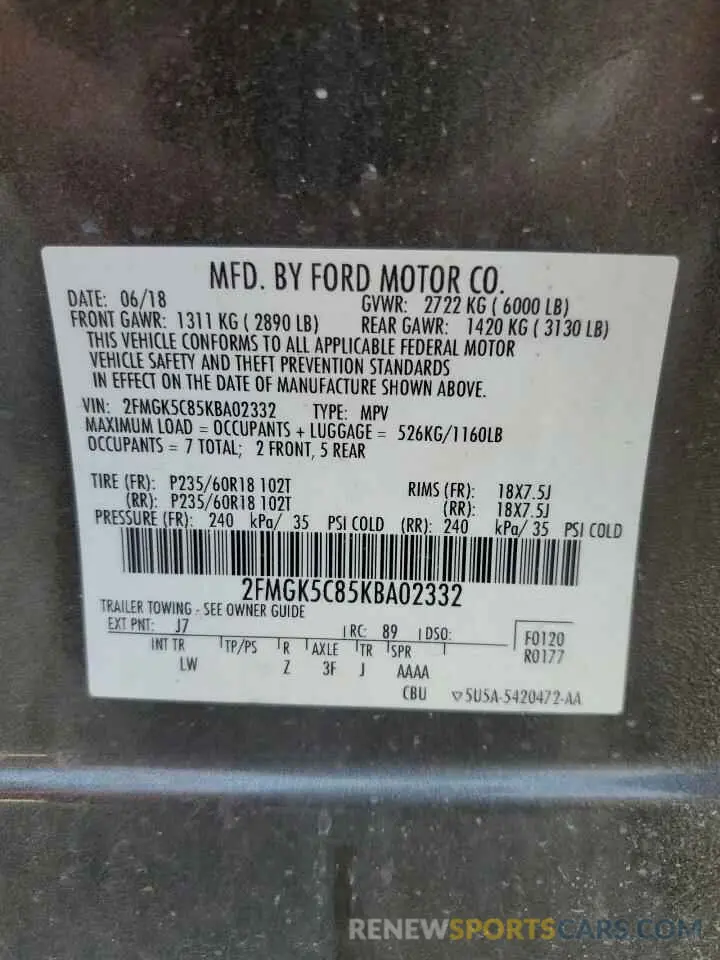 MFD. BY FORD MOTOR CO.
DATE: 06/18 GVWR: 2722 KG ( 6000 LB)
FRONT GAWR: 1311 KG ( 2890 LB) REAR GAWR: 1420 KG ( 3130 LB)
THIS VEHICLE CONFORMS TO ALL APPLICABLE FEDERAL MOTOR
VEHICLE SAFETY AND THEFT PREVENTION STANDARDS
IN EFFECT ON THE DATE OF MANUFACTURE SHOWN ABOVE.
VIN: 2FMGK5C85KBA02332 TYPE: MPV
MAXIMUM LOAD = OCCUPANTS + LUGGAGE = 526KG/1160LB
OCCUPANTS = 7 TOTAL; 2 FRONT, 5 REAR
TIRE (FR): P235/60R18 102T RIMS (FR): 18X7.5J
(RR): P235/60R18 102T (RR): 18X7.5J
PRESSURE (FR): 240 kPa/ 35 PSI COLD (RR): 240 kPa/ 35 PSI COLD
2FMGK5C85KBA02332
TRAILER TOWING - SEE OWNER GUIDE
EXT PNT: J7 RC: 89 DSO: F0120
INT TR TP/PS R AXLE TR SPR R0177
LW Z 3F J AAAA
CBU 5U5A-5420472-AA
RENEWSPORTSCARS.COM